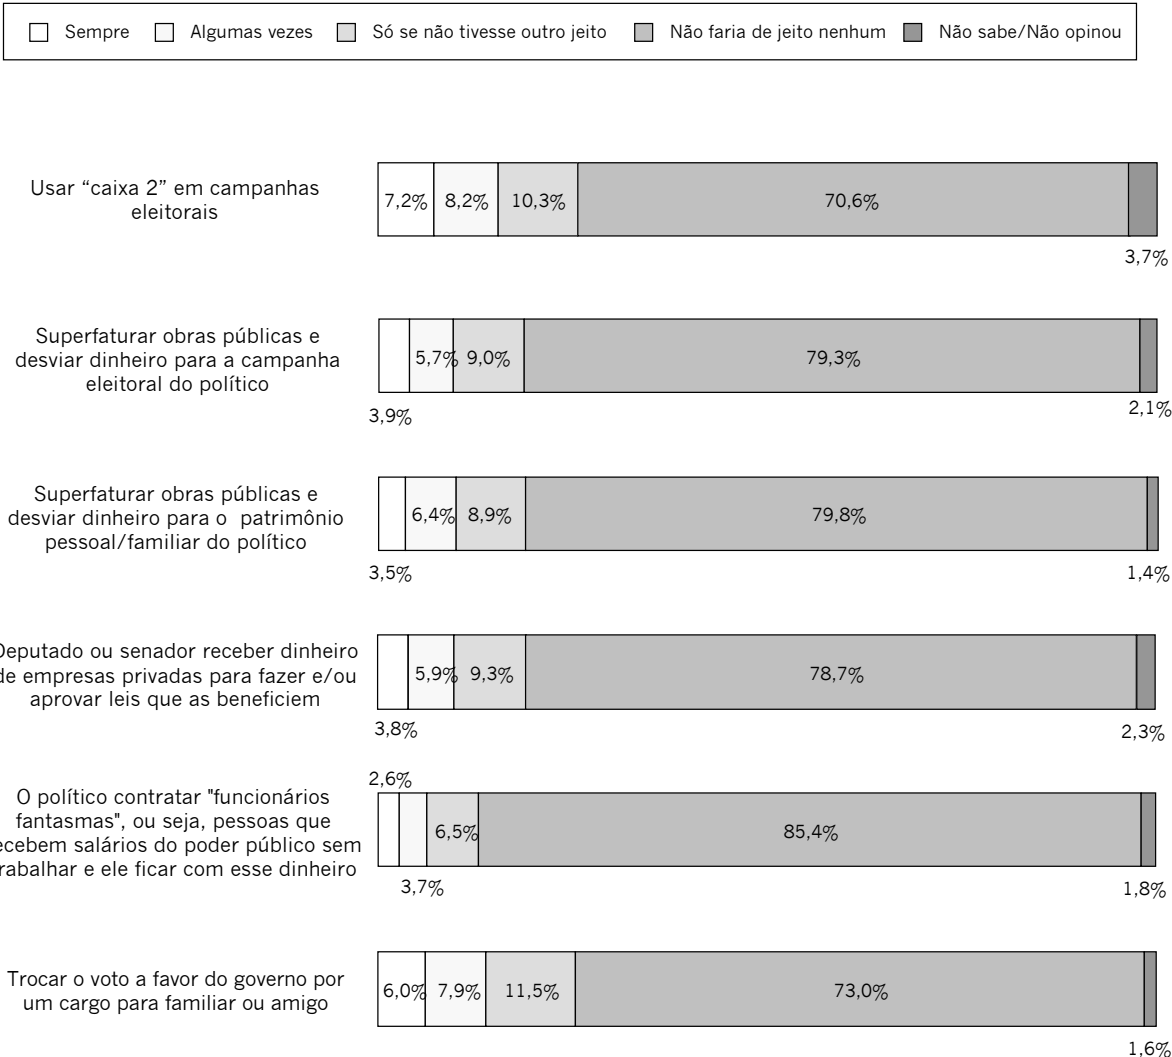 Sempre Algumas vezes Só se não tivesse outro jeito Não faria de jeito nenhum Não sabe/Não opinou
Usar “caixa 2” em campanhas
eleitorais
7,2% 8,2% 10,3% 70,6%
3,7%
Superfaturar obras públicas e
desviar dinheiro para a campanha
eleitoral do político
5,7% 9,0% 79,3%
3,9% 2,1%
Superfaturar obras públicas e
desviar dinheiro para o patrimônio
pessoal/familiar do político
6,4% 8,9% 79,8%
3,5% 1,4%
Deputado ou senador receber dinheiro
de empresas privadas para fazer e/ou
aprovar leis que as beneficiem
5,9% 9,3% 78,7%
3,8% 2,3%
2,6%
O político contratar "funcionários
fantasmas", ou seja, pessoas que
ecebem salários do poder público sem
rabalhar e ele ficar com esse dinheiro
6,5% 85,4%
3,7% 1,8%
Trocar o voto a favor do governo por
um cargo para familiar ou amigo
6,0% 7,9% 11,5% 73,0%
1,6%